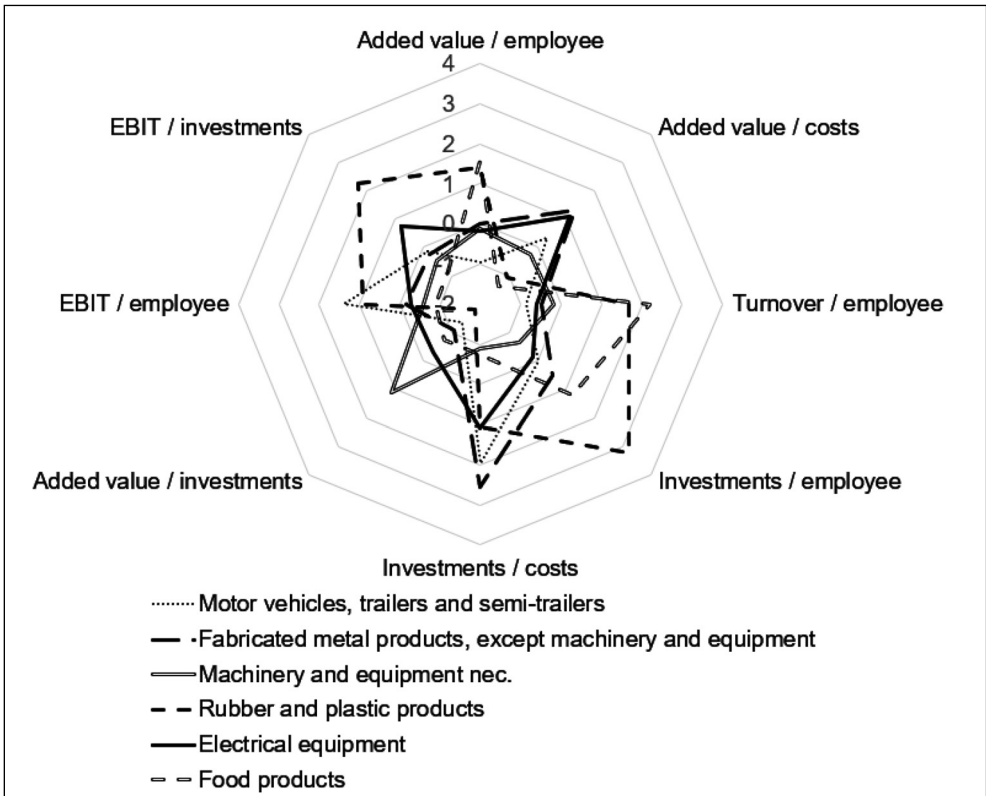 Added value / employee
4
3
2
1
0
-2
EBIT / investments
Added value / costs
EBIT / employee
Turnover / employee
Added value / investments
Investments / employee
Investments / costs
Motor vehicles, trailers and semi-trailers
Fabricated metal products, except machinery and equipment
Machinery and equipment nec.
Rubber and plastic products
Electrical equipment
Food products